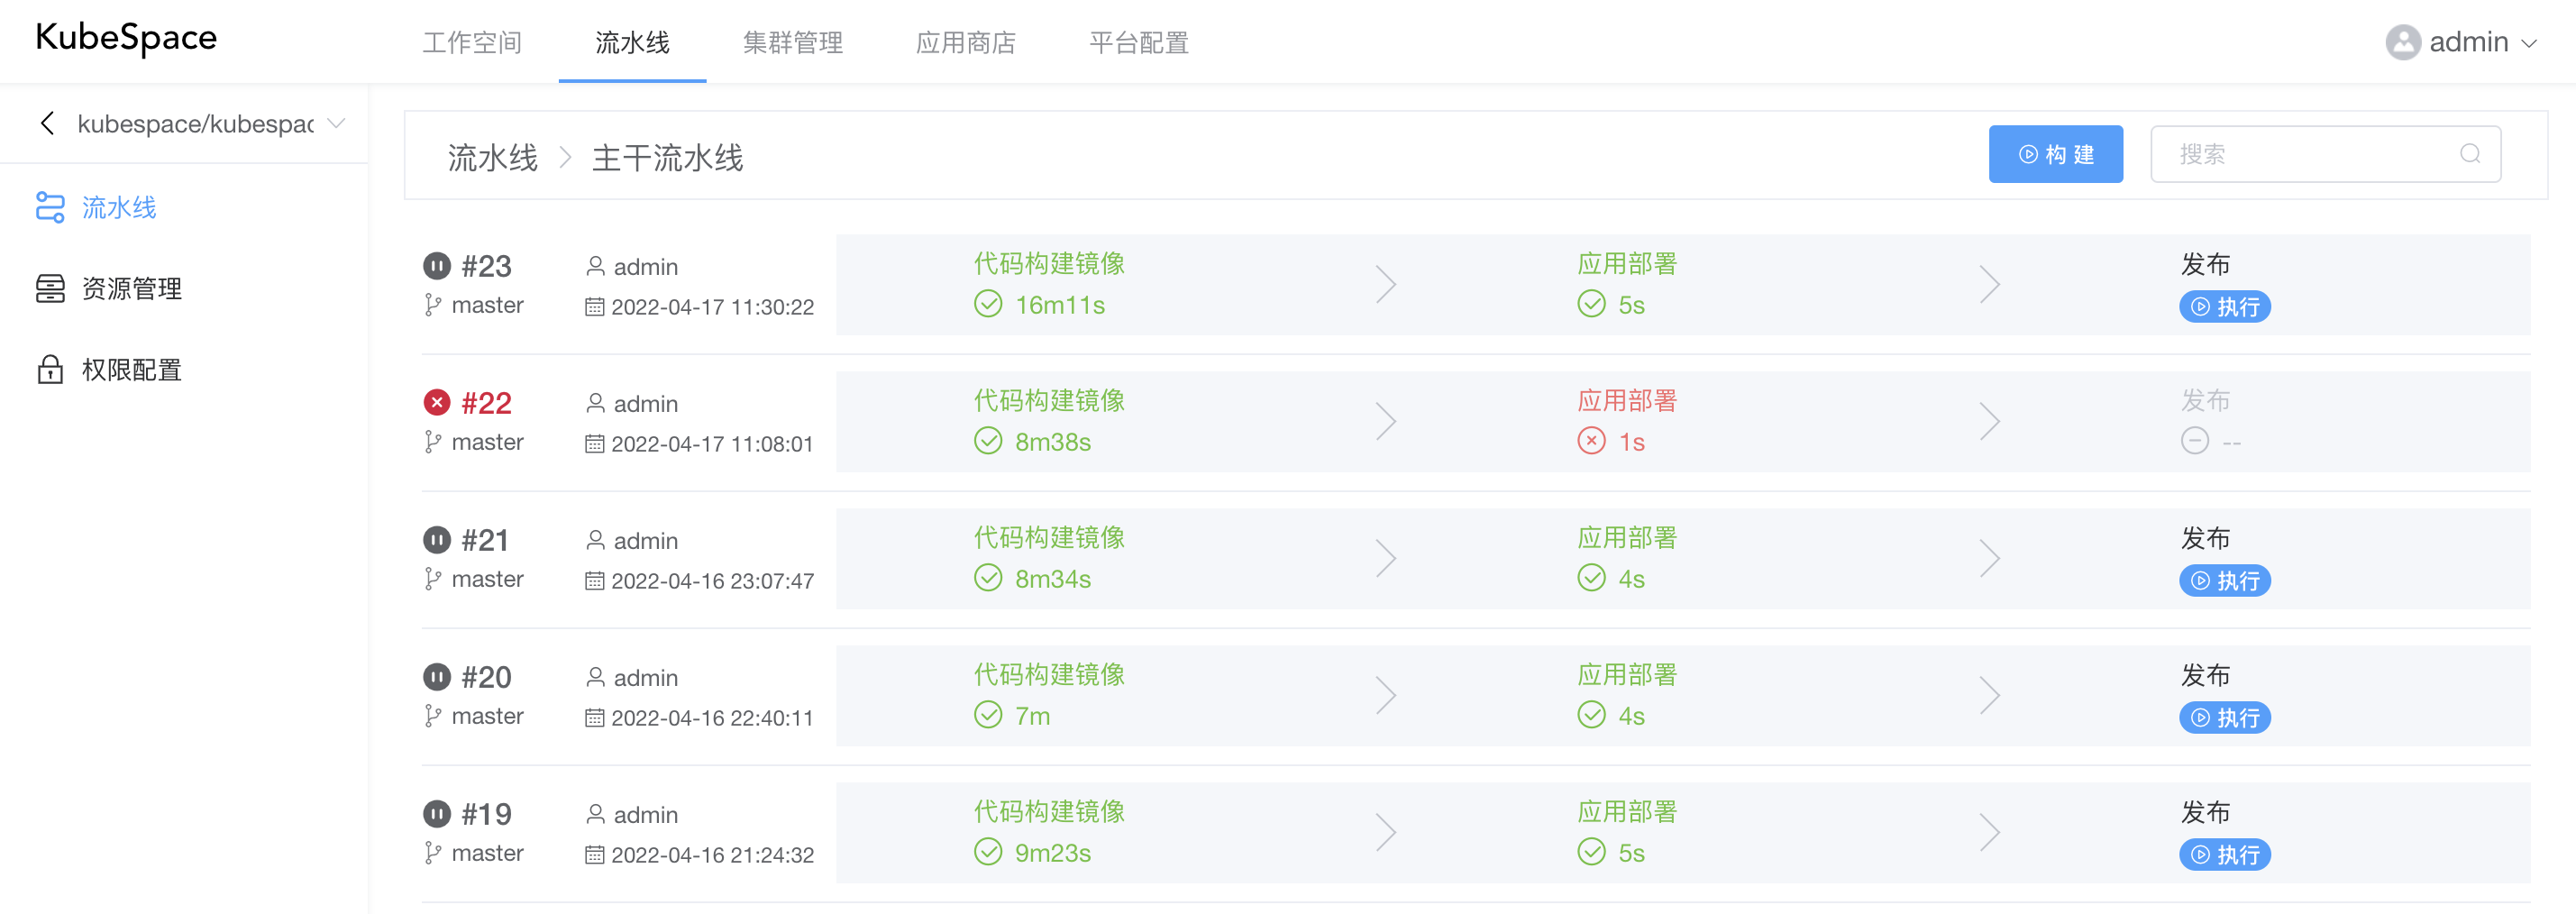 KubeSpace
工作空间 流水线 集群管理 应用商店 平台配置
admin
kubespace/kubespac
流水线
资源管理
权限配置
流水线 主干流水线
构 建
搜索
#23 admin 代码构建镜像 应用部署 发布
master 2022-04-17 11:30:22 16m11s 5s 执行
#22 admin 代码构建镜像 应用部署 发布
master 2022-04-17 11:08:01 8m38s 1s --
#21 admin 代码构建镜像 应用部署 发布
master 2022-04-16 23:07:47 8m34s 4s 执行
#20 admin 代码构建镜像 应用部署 发布
master 2022-04-16 22:40:11 7m 4s 执行
#19 admin 代码构建镜像 应用部署 发布
master 2022-04-16 21:24:32 9m23s 5s 执行